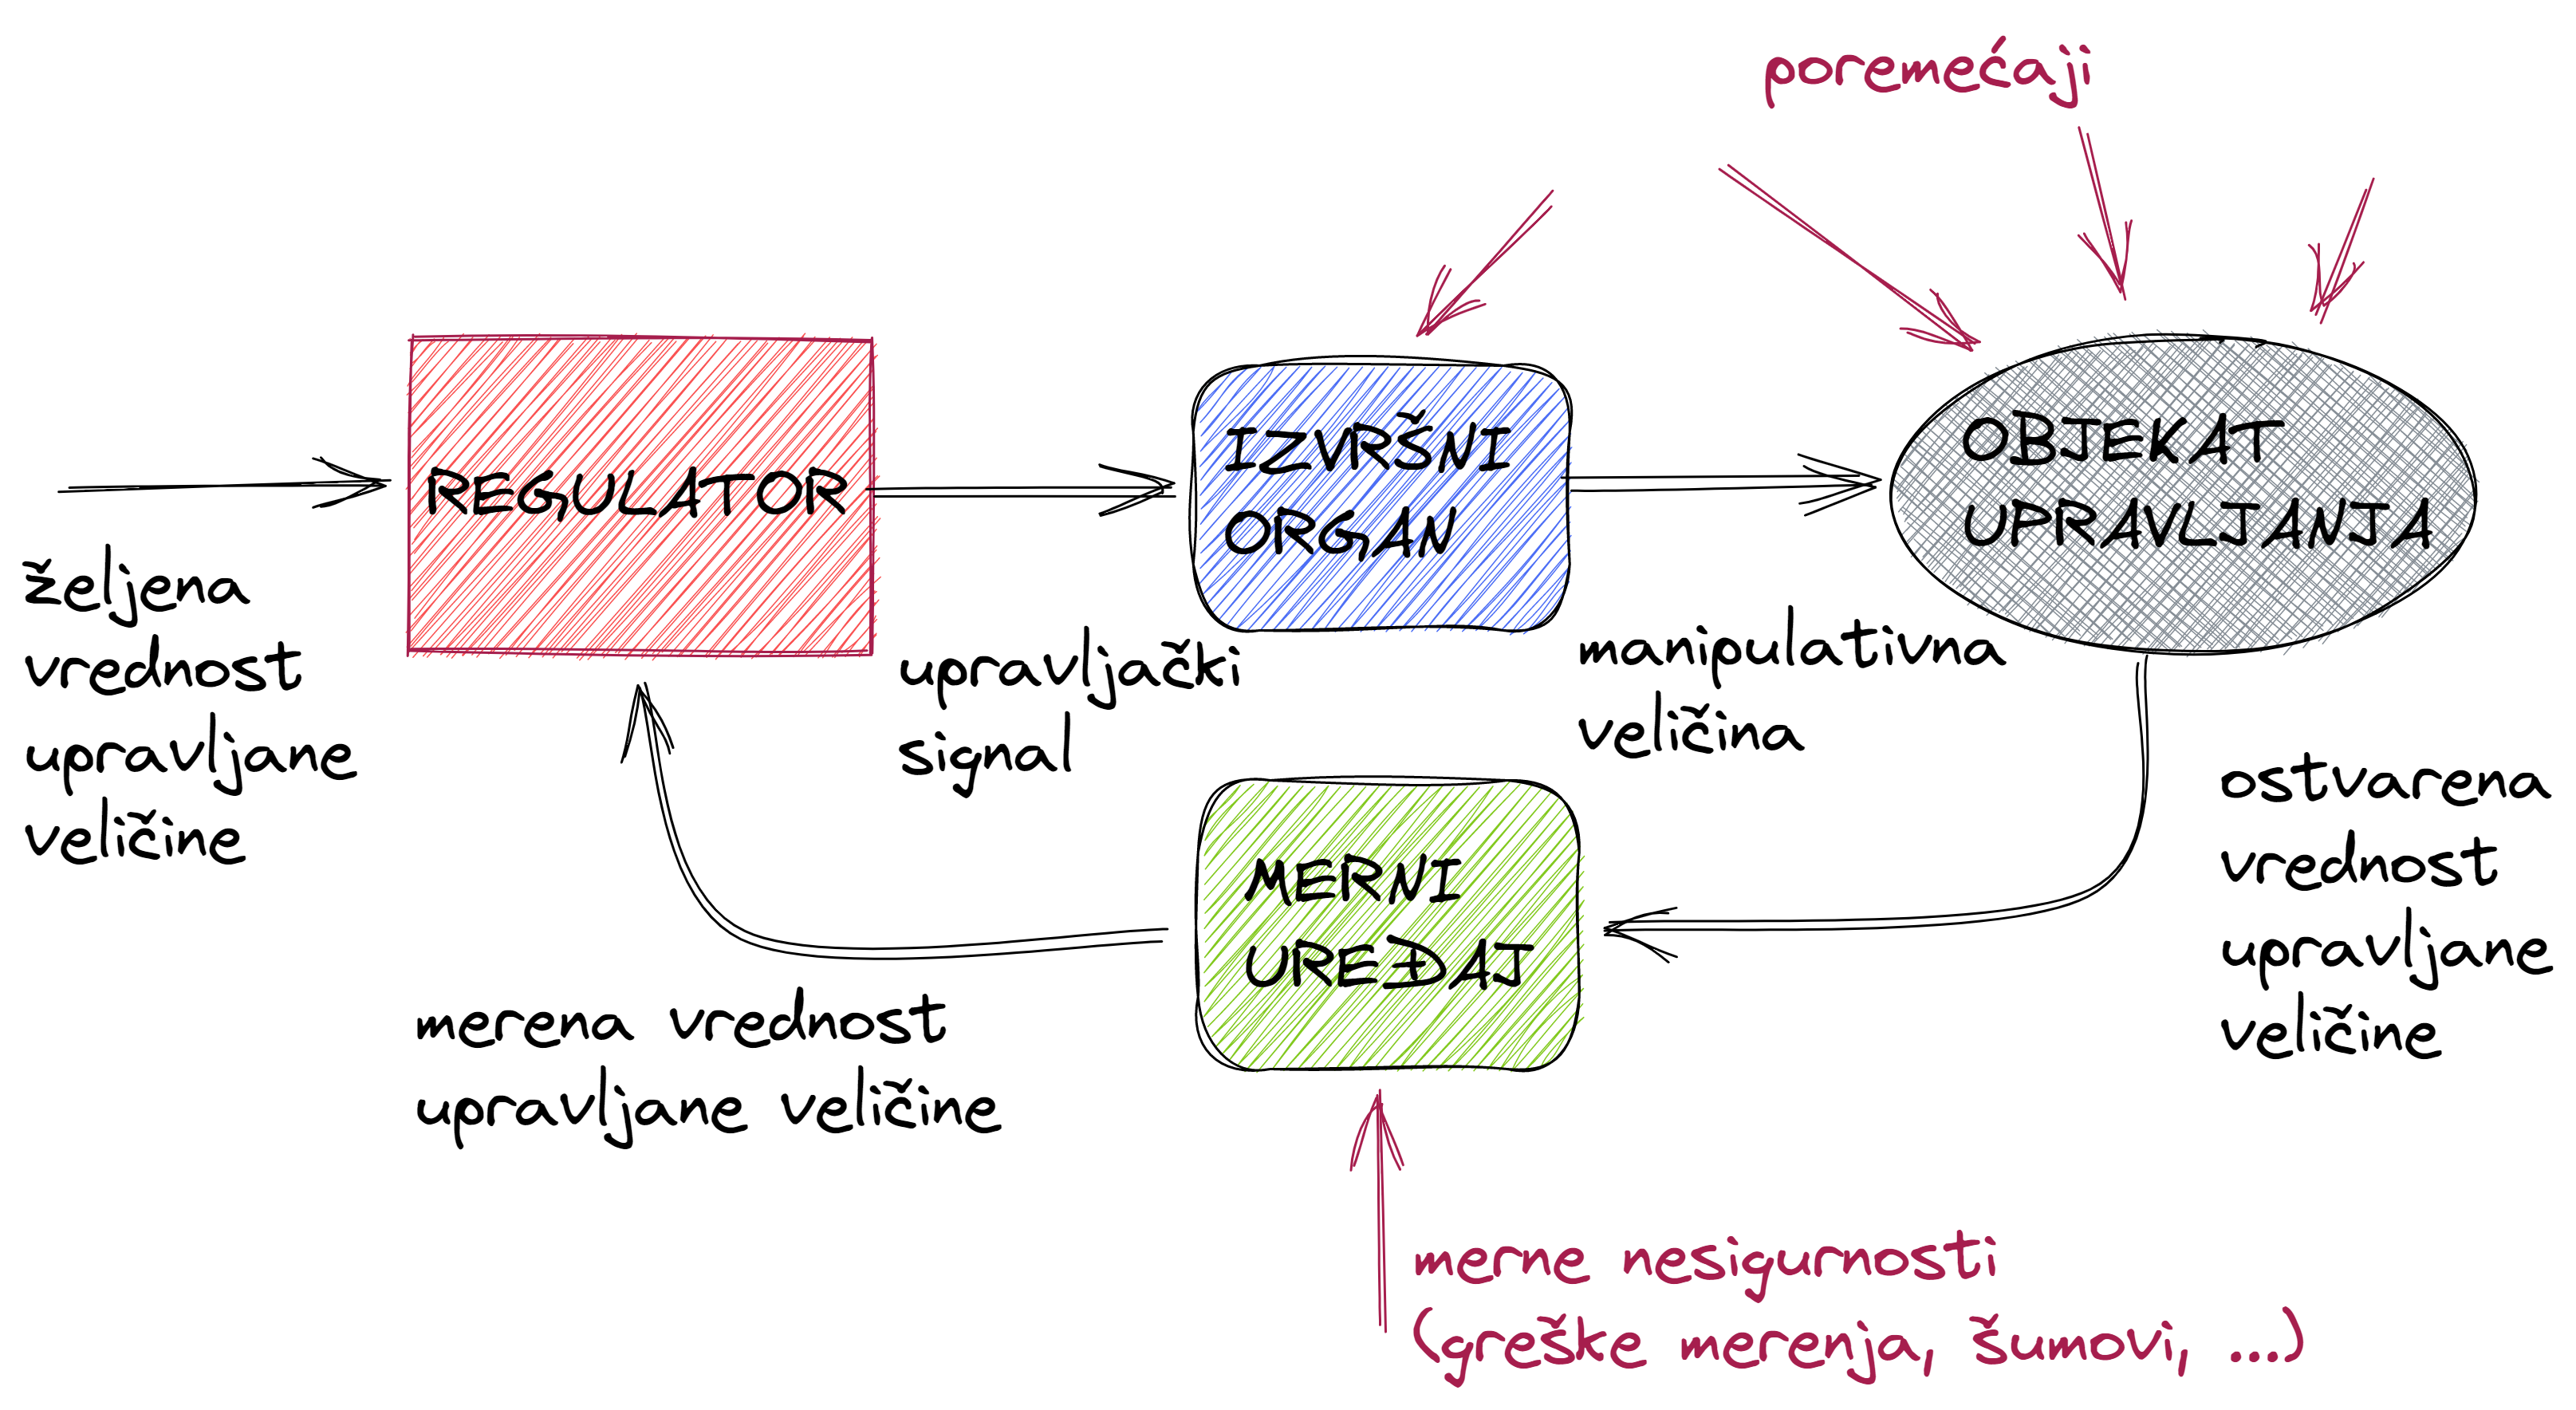 poremećaji
REGULATOR
IZVRŠNI
ORGAN
OBJEKAT
UPRAVLJANJA
željena
vrednost
upravljane
veličine
upravljački
signal
manipulativna
veličina
ostvarena
vrednost
upravljane
veličine
MERNI
UREĐAJ
merena vrednost
upravljane veličine
merne nesigurnosti
(greške merenja, šumovi, ...)